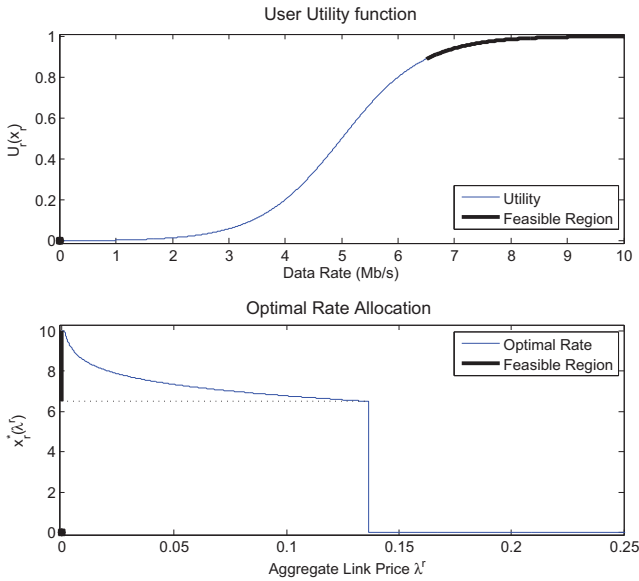 User Utility function
1
0.8
0.6
0.4
0.2
0
U_r(x_r)
0 1 2 3 4 5 6 7 8 9 10
Data Rate (Mb/s)
Utility
Feasible Region
Optimal Rate Allocation
10
8
6
4
2
0
x_r^*(λ^r)
0 0.05 0.1 0.15 0.2 0.25
Aggregate Link Price λ^r
Optimal Rate
Feasible Region